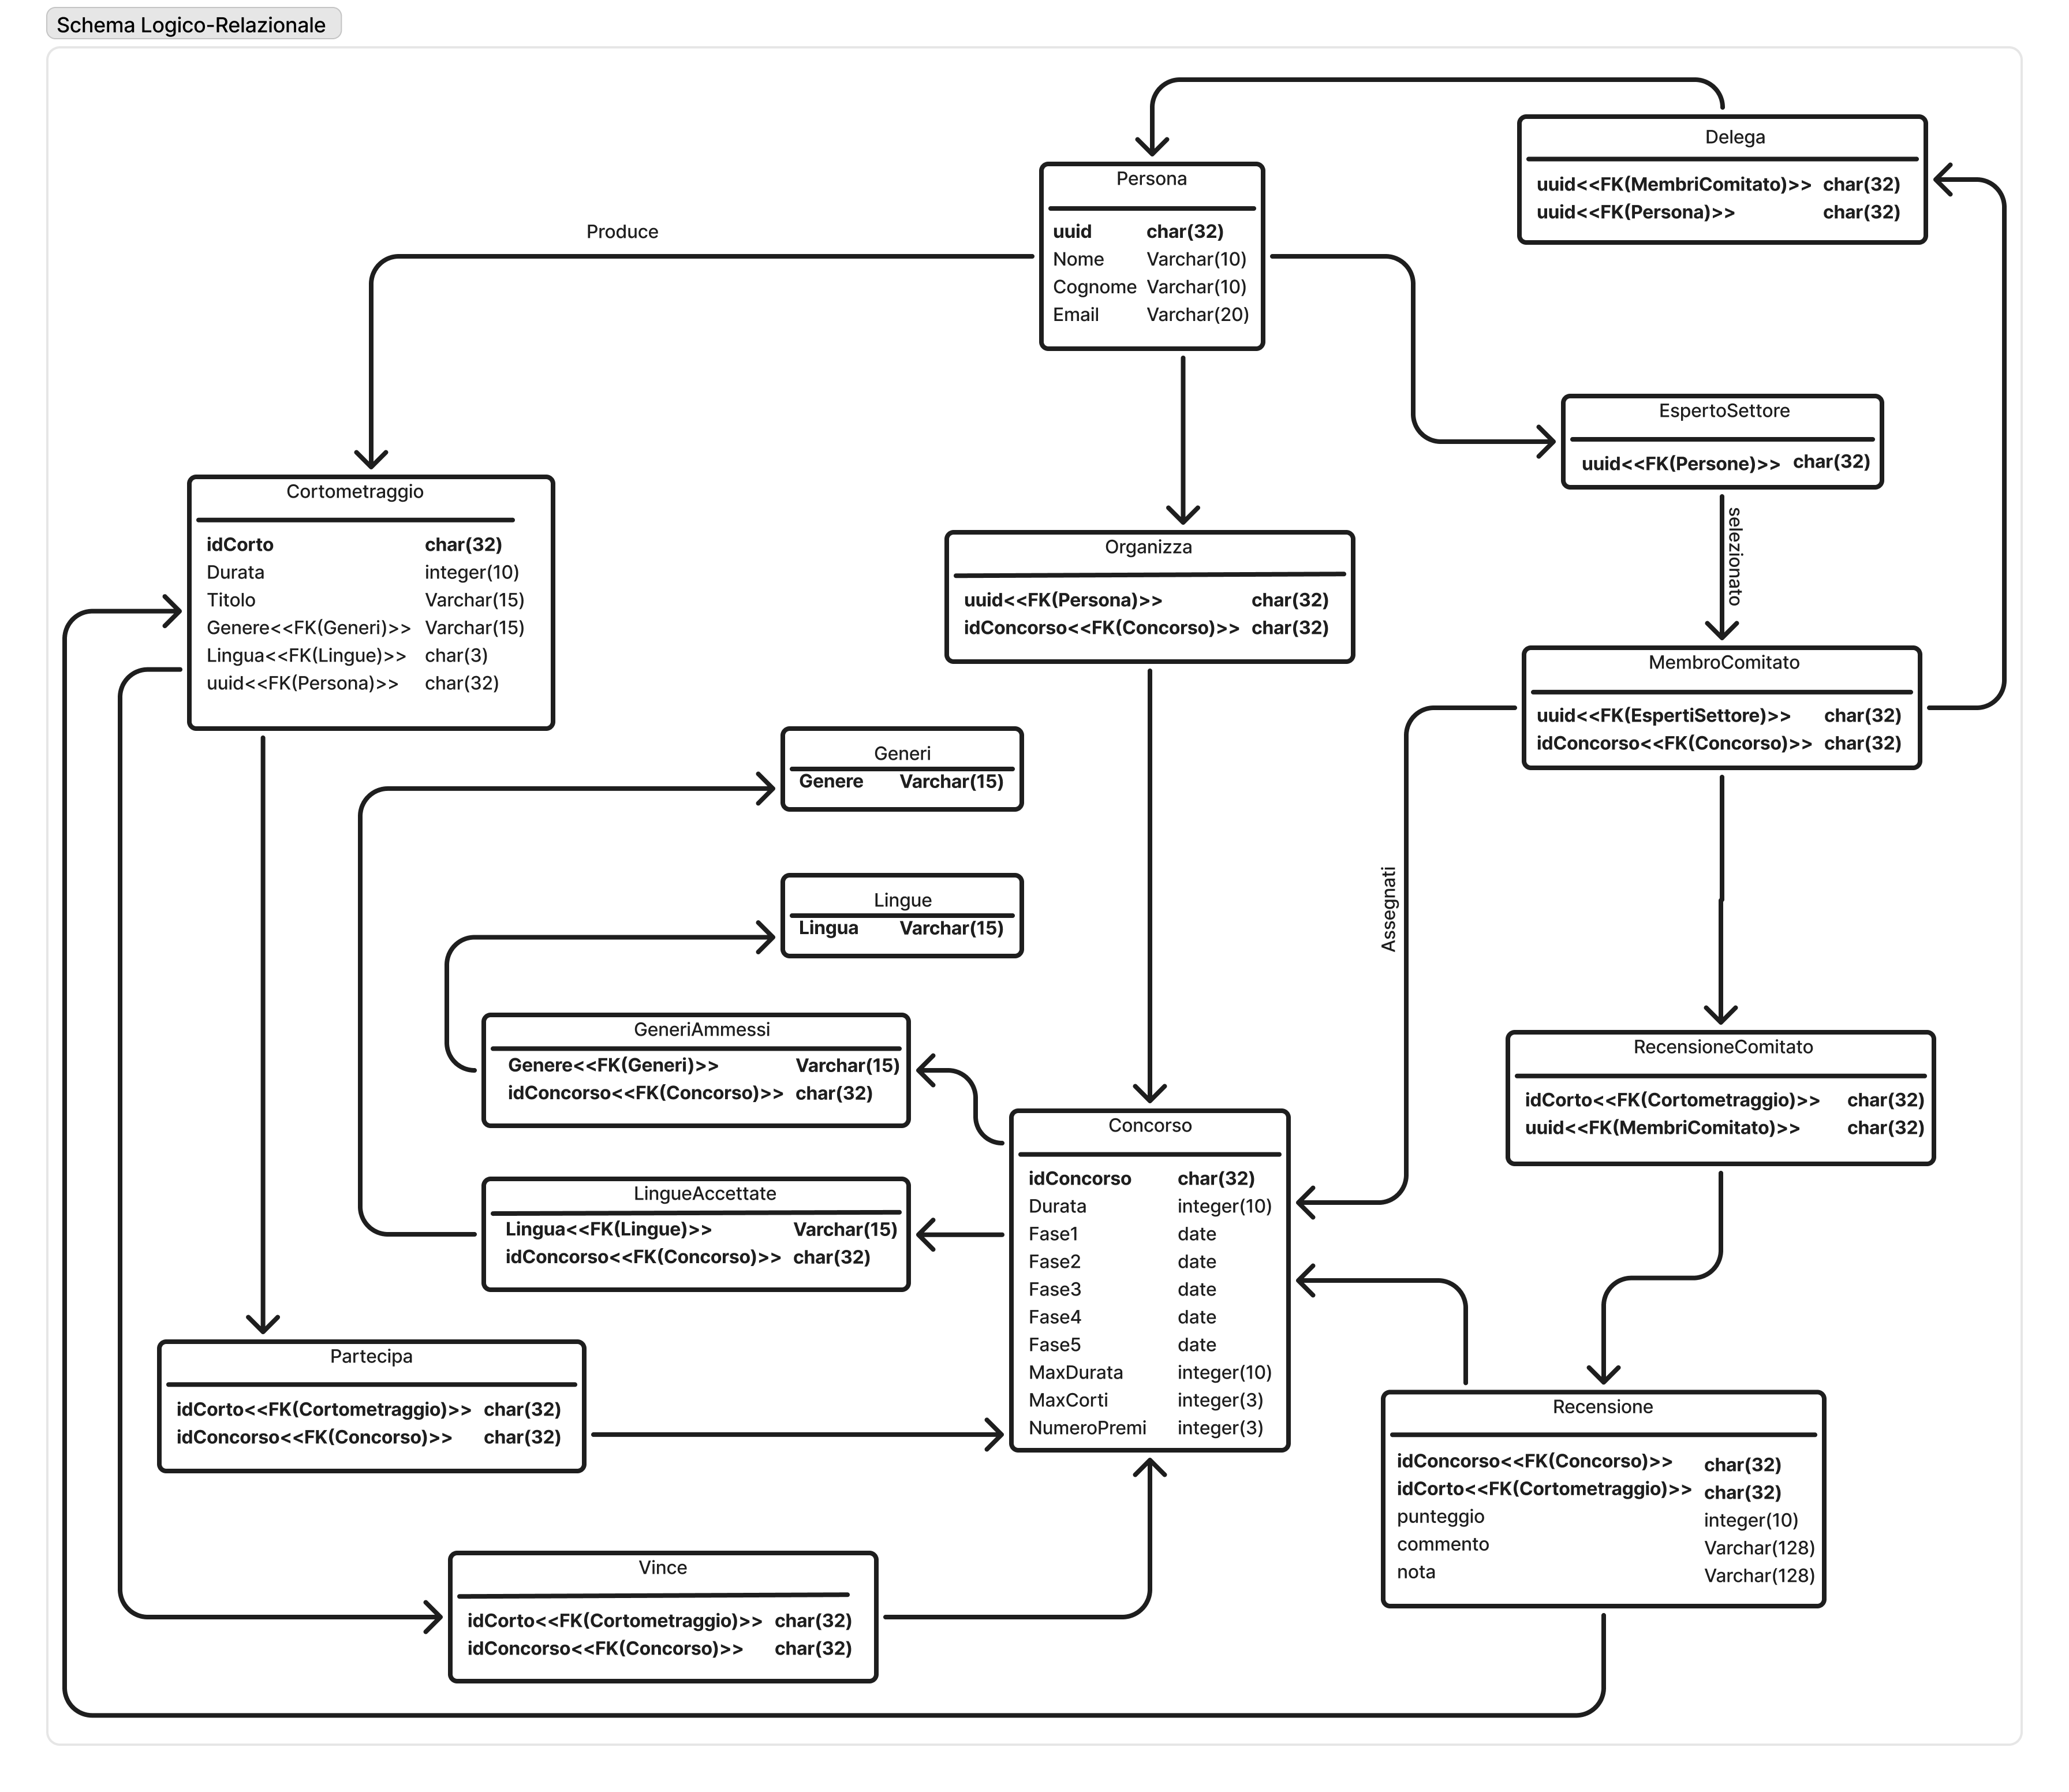 Schema Logico-Relazionale
Delega
uuid<<FK(MembriComitato)>> char(32)
uuid<<FK(Persona)>> char(32)
Persona
uuid char(32)
Nome Varchar(10)
Cognome Varchar(10)
Email Varchar(20)
Produce
EspertoSettore
uuid<<FK(Persone)>> char(32)
selezionato
Cortometraggio
idCorto char(32)
Durata integer(10)
Titolo Varchar(15)
Genere<<FK(Generi)>> Varchar(15)
Lingua<<FK(Lingue)>> char(3)
uuid<<FK(Persona)>> char(32)
Organizza
uuid<<FK(Persona)>> char(32)
idConcorso<<FK(Concorso)>> char(32)
MembroComitato
uuid<<FK(EspertiSettore)>> char(32)
idConcorso<<FK(Concorso)>> char(32)
Generi
Genere Varchar(15)
Lingue
Lingua Varchar(15)
Assegnati
GeneriAmmessi
Genere<<FK(Generi)>> Varchar(15)
idConcorso<<FK(Concorso)>> char(32)
RecensioneComitato
idCorto<<FK(Cortometraggio)>> char(32)
uuid<<FK(MembriComitato)>> char(32)
LingueAccettate
Lingua<<FK(Lingue)>> Varchar(15)
idConcorso<<FK(Concorso)>> char(32)
Concorso
idConcorso char(32)
Durata integer(10)
Fase1 date
Fase2 date
Fase3 date
Fase4 date
Fase5 date
MaxDurata integer(10)
MaxCorti integer(3)
NumeroPremi integer(3)
Partecipa
idCorto<<FK(Cortometraggio)>> char(32)
idConcorso<<FK(Concorso)>> char(32)
Recensione
idConcorso<<FK(Concorso)>> char(32)
idCorto<<FK(Cortometraggio)>> char(32)
punteggio integer(10)
commento Varchar(128)
nota Varchar(128)
Vince
idCorto<<FK(Cortometraggio)>> char(32)
idConcorso<<FK(Concorso)>> char(32)